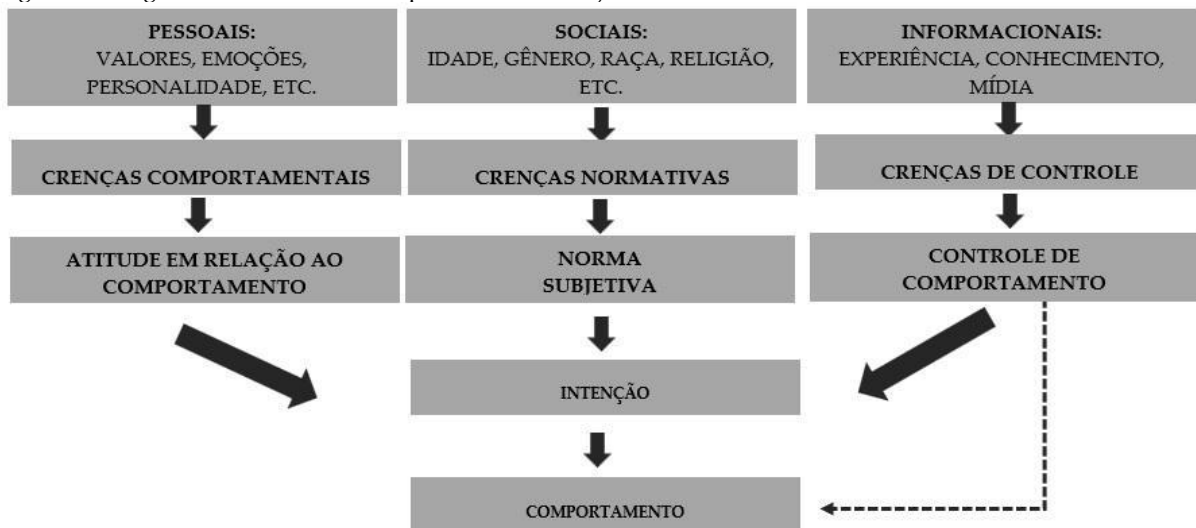 PESSOAIS:
VALORES, EMOÇÕES,
PERSONALIDADE, ETC.
SOCIAIS:
IDADE, GÊNERO, RAÇA, RELIGIÃO,
ETC.
INFORMACIONAIS:
EXPERIÊNCIA, CONHECIMENTO,
MÍDIA
CRENÇAS COMPORTAMENTAIS
CRENÇAS NORMATIVAS
CRENÇAS DE CONTROLE
ATITUDE EM RELAÇÃO AO
COMPORTAMENTO
NORMA
SUBJETIVA
CONTROLE DE
COMPORTAMENTO
INTENÇÃO
COMPORTAMENTO